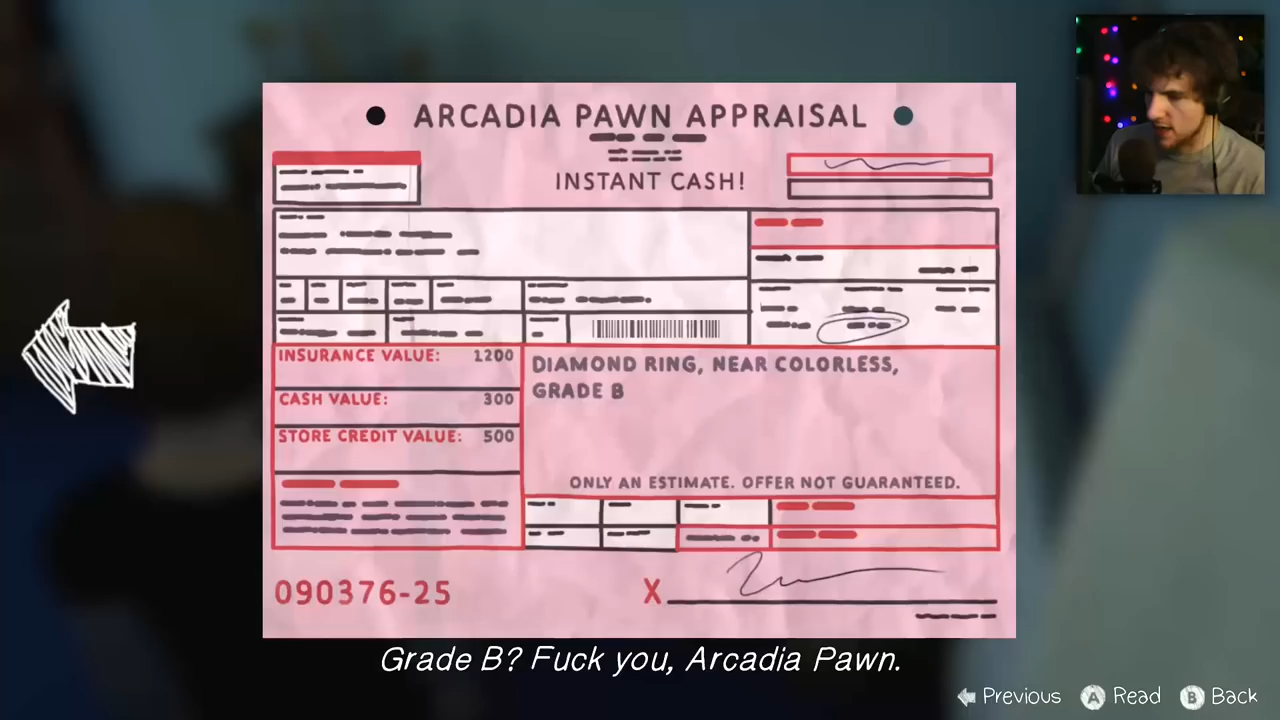 ARCADIA PAWN APPRAISAL
INSTANT CASH!
INSURANCE VALUE: 1200
CASH VALUE: 300
STORE CREDIT VALUE: 500
DIAMOND RING, NEAR COLORLESS,
GRADE B
ONLY AN ESTIMATE. OFFER NOT GUARANTEED.
090376-25
X
Grade B? Fuck you, Arcadia Pawn.
Previous A Read B Back